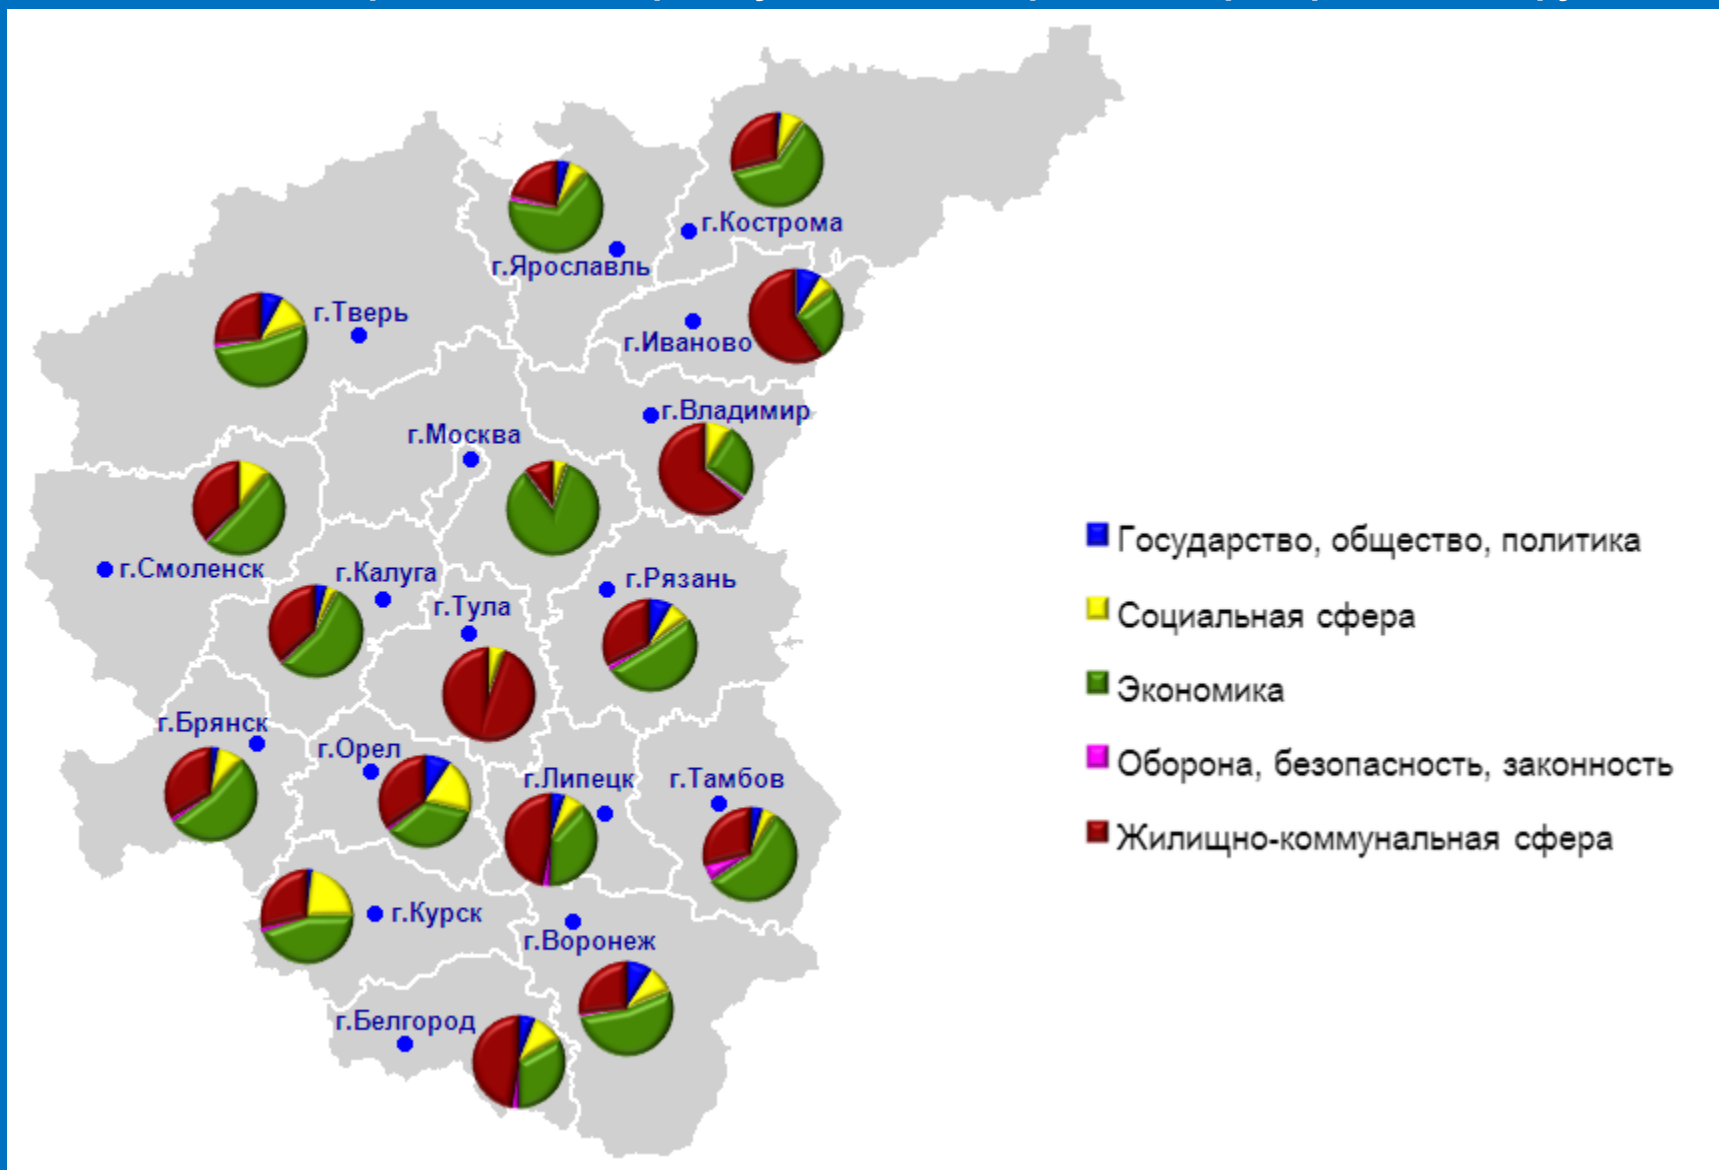 г.Кострома
г.Ярославль
г.Тверь
г.Иваново
г.Владимир
г.Москва
г.Смоленск
г.Калуга
г.Рязань
г.Тула
г.Брянск
г.Орел
г.Липецк
г.Тамбов
г.Курск
г.Воронеж
г.Белгород
Государство, общество, политика
Социальная сфера
Экономика
Оборона, безопасность, законность
Жилищно-коммунальная сфера